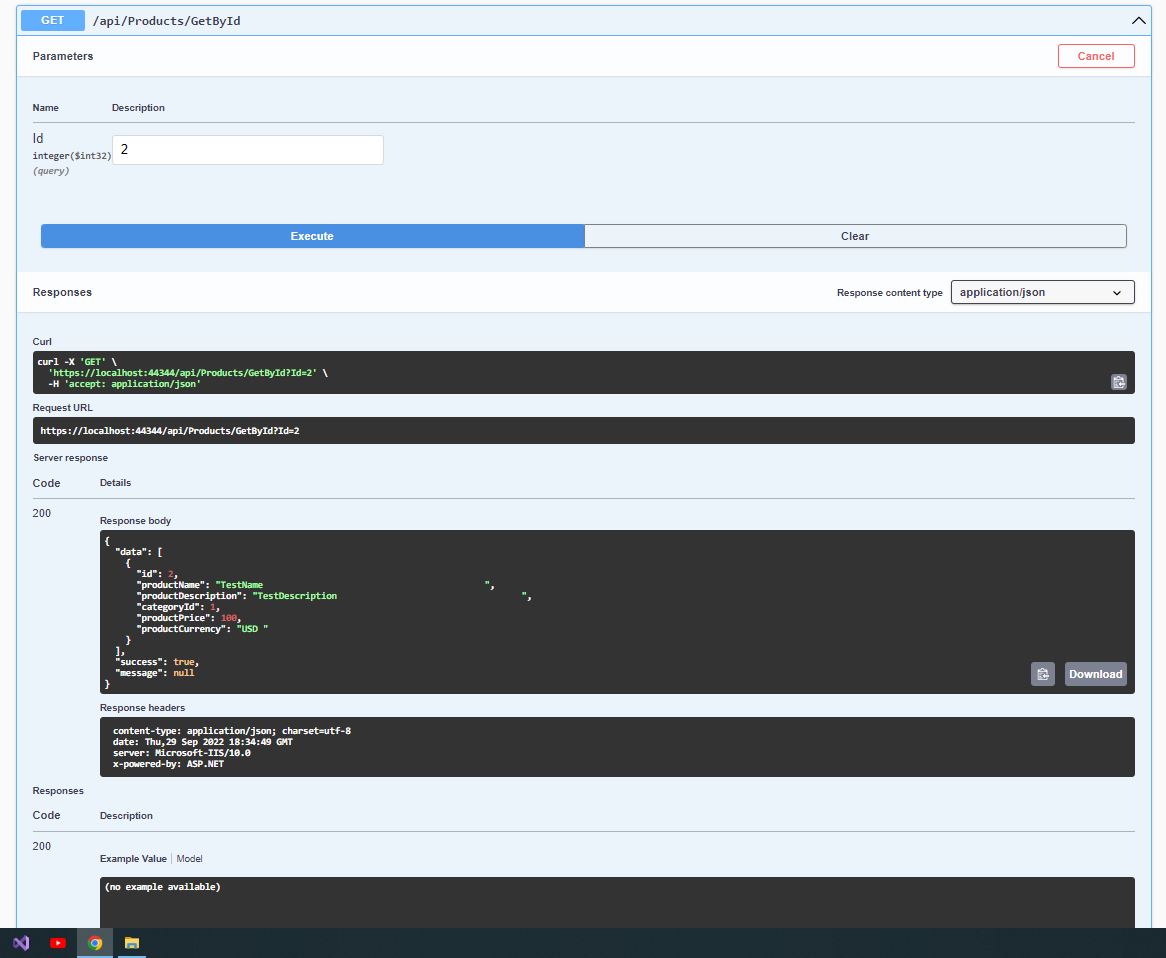 GET /api/Products/GetById
Parameters
Cancel
Name Description
Id
integer($int32)
(query)
2
Execute Clear
Responses Response content type application/json
Curl
curl -X 'GET' \
'https://localhost:44344/api/Products/GetById?Id=2' \
-H 'accept: application/json'
Request URL
https://localhost:44344/api/Products/GetById?Id=2
Server response
Code Details
200
Response body
{
"data": [
{
"id": 2,
"productName": "TestName                                          ",
"productDescription": "TestDescription                                   ",
"categoryId": 1,
"productPrice": 100,
"productCurrency": "USD "
}
],
"success": true,
"message": null
}
Download
Response headers
content-type: application/json; charset=utf-8
date: Thu,29 Sep 2022 18:34:49 GMT
server: Microsoft-IIS/10.0
x-powered-by: ASP.NET
Responses
Code Description
200
Example Value | Model
(no example available)